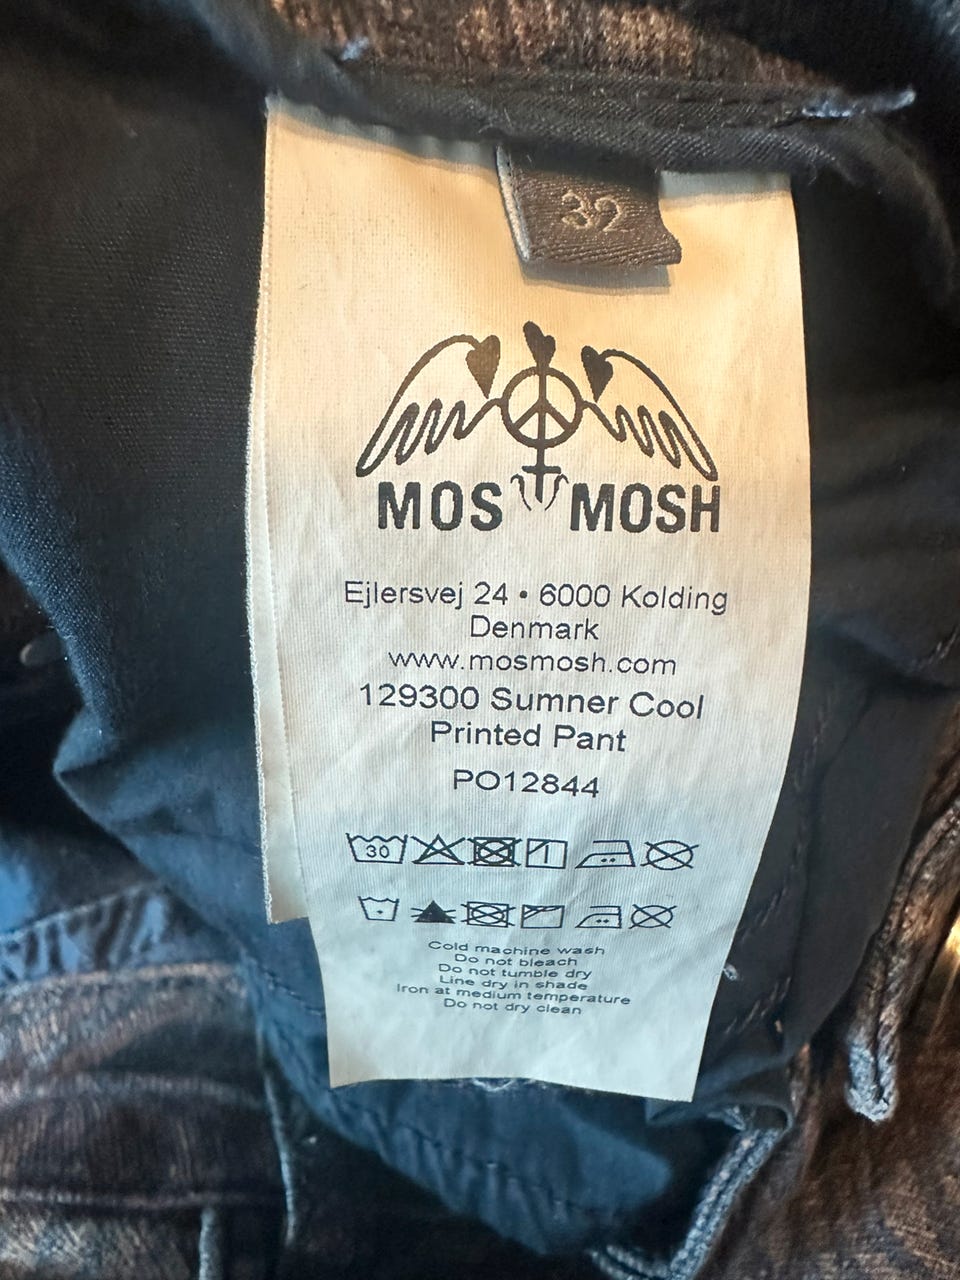 32
MOS MOSH
Ejlersvej 24 • 6000 Kolding
Denmark
www.mosmosh.com
129300 Sumner Cool
Printed Pant
PO12844
30
Cold machine wash
Do not bleach
Do not tumble dry
Line dry in shade
Iron at medium temperature
Do not dry clean